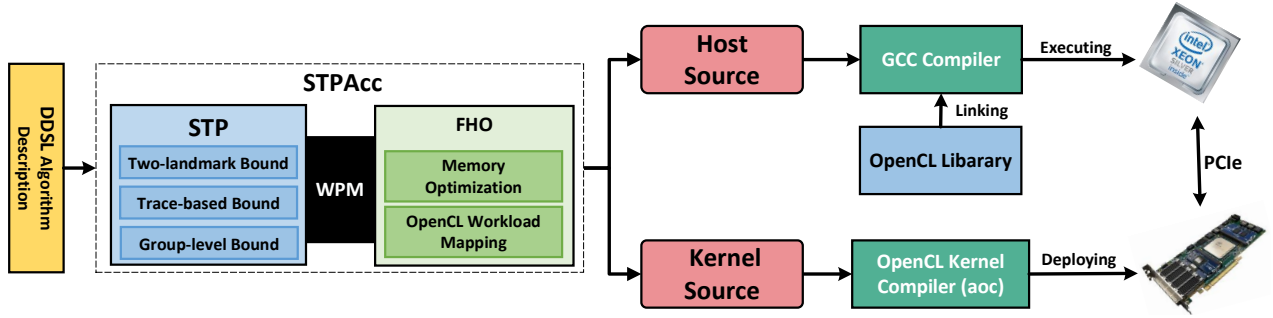 DDSL Algorithm
Description
STPAcc
STP
Two-landmark Bound
Trace-based Bound
Group-level Bound
WPM
FHO
Memory
Optimization
OpenCL Workload
Mapping
Host
Source
GCC Compiler
Executing
Linking
OpenCL Libarary
intel
XEON
SILVER
inside
PCIe
Kernel
Source
OpenCL Kernel
Compiler (aoc)
Deploying